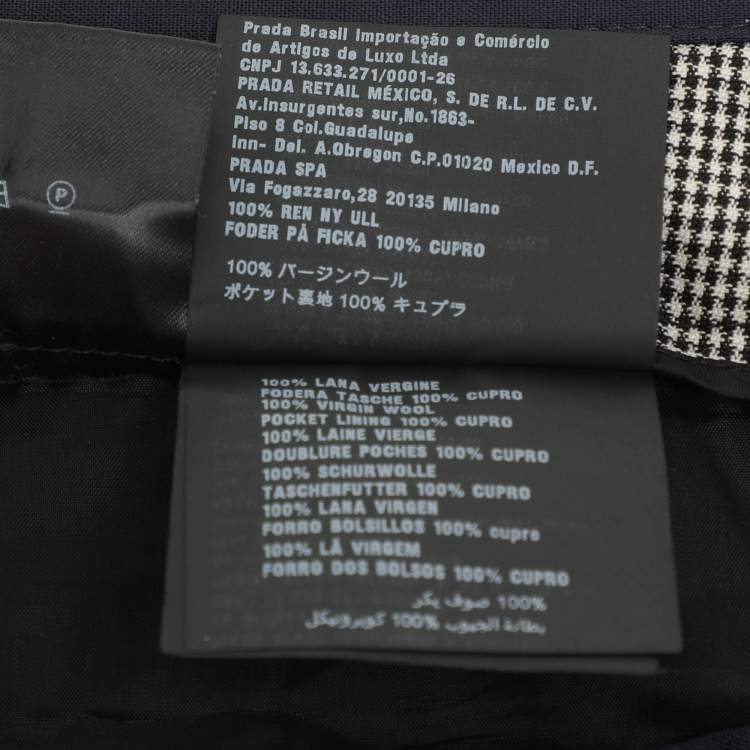 Prada Brasil Importação e Comércio
de Artigos de Luxo Ltda
CNPJ 13.633.271/0001-26
PRADA RETAIL MÉXICO, S. DE R.L. DE C.V.
Av.Insurgentes sur,No.1863-
Piso 8 Col.Guadalupe
Inn- Del. A.Obregon C.P.01020 Mexico D.F.
PRADA SPA
Via Fogazzaro,28 20135 Milano
100% REN NY ULL
FODER PÅ FICKA 100% CUPRO
100% バージンウール
ポケット裏地 100% キュプラ
P
100% LANA VERGINE
FODERA TASCHE 100% CUPRO
100% VIRGIN WOOL
POCKET LINING 100% CUPRO
100% LAINE VIERGE
DOUBLURE POCHES 100% CUPRO
100% SCHURWOLLE
TASCHENFUTTER 100% CUPRO
100% LANA VIRGEN
FORRO BOLSILLOS 100% cupro
100% LÃ VIRGEM
FORRO DOS BOLSOS 100% CUPRO
100% صوف بكر
بطانة الجيوب 100%